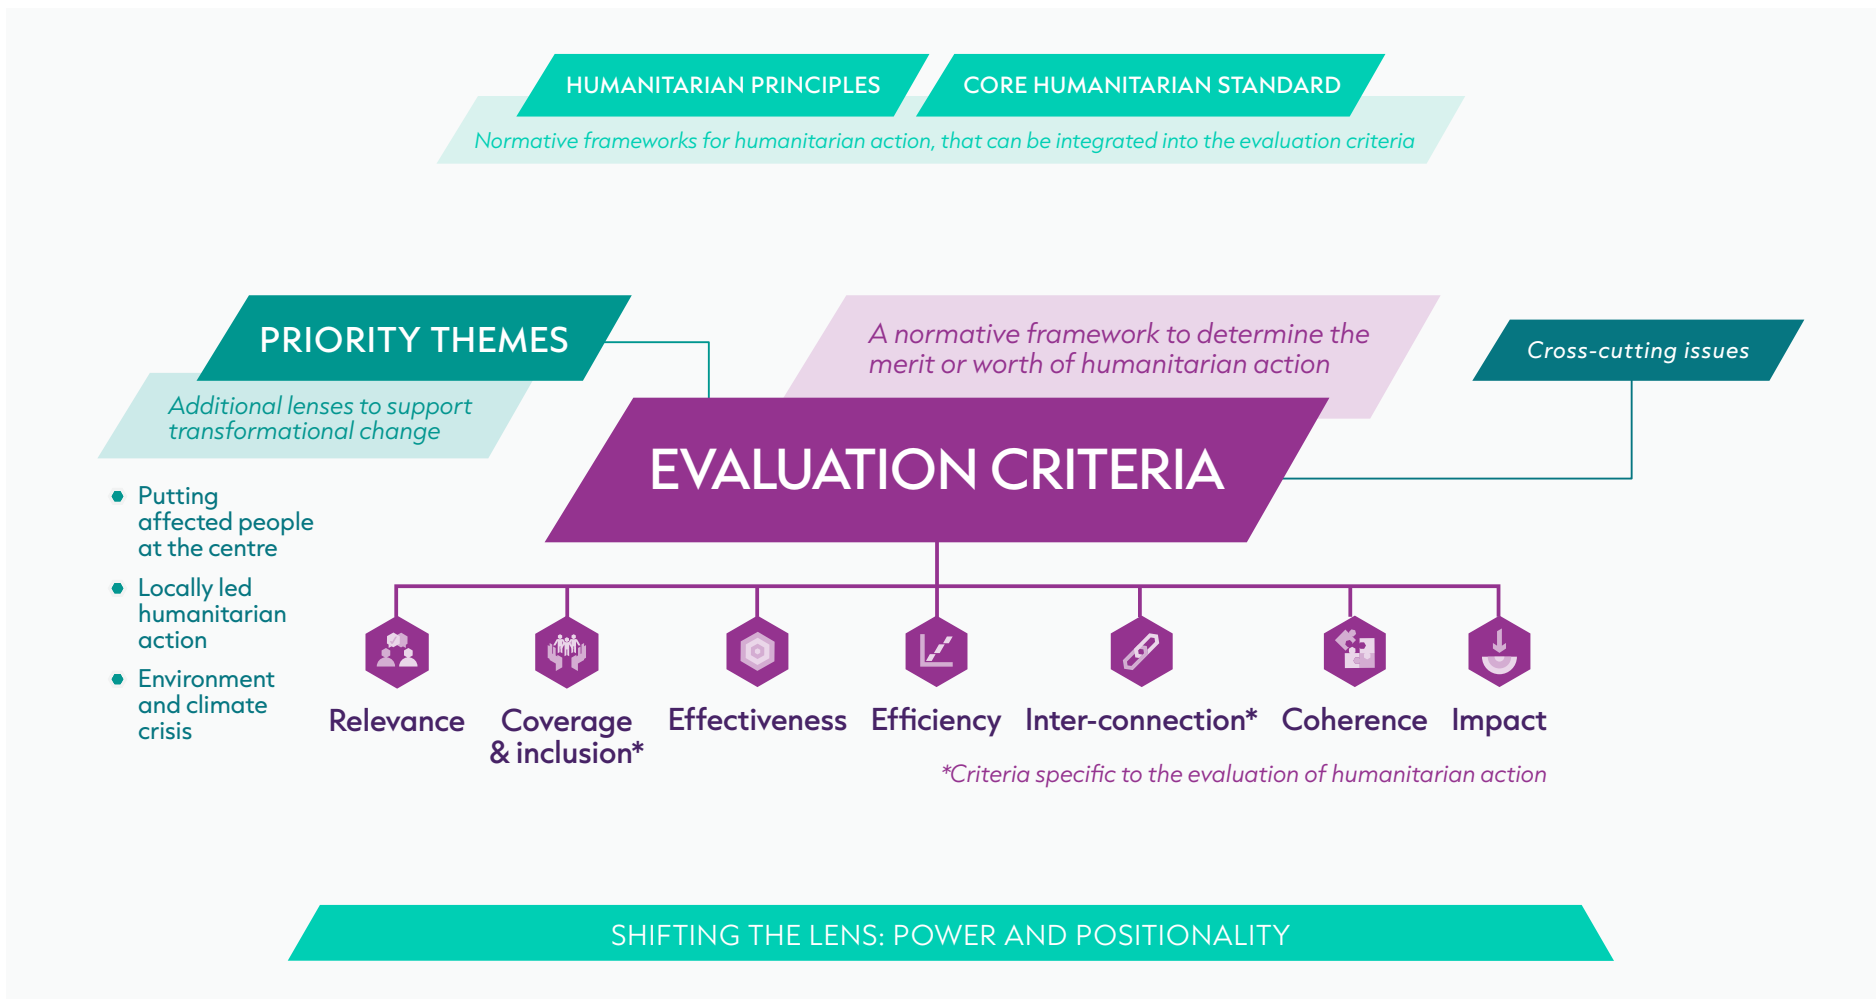 HUMANITARIAN PRINCIPLES
CORE HUMANITARIAN STANDARD
Normative frameworks for humanitarian action, that can be integrated into the evaluation criteria
PRIORITY THEMES
Additional lenses to support
transformational change
Putting
affected people
at the centre
Locally led
humanitarian
action
Environment
and climate
crisis
A normative framework to determine the
merit or worth of humanitarian action
EVALUATION CRITERIA
Cross-cutting issues
Relevance
Coverage
& inclusion*
Effectiveness
Efficiency
Inter-connection*
Coherence
Impact
*Criteria specific to the evaluation of humanitarian action
SHIFTING THE LENS: POWER AND POSITIONALITY